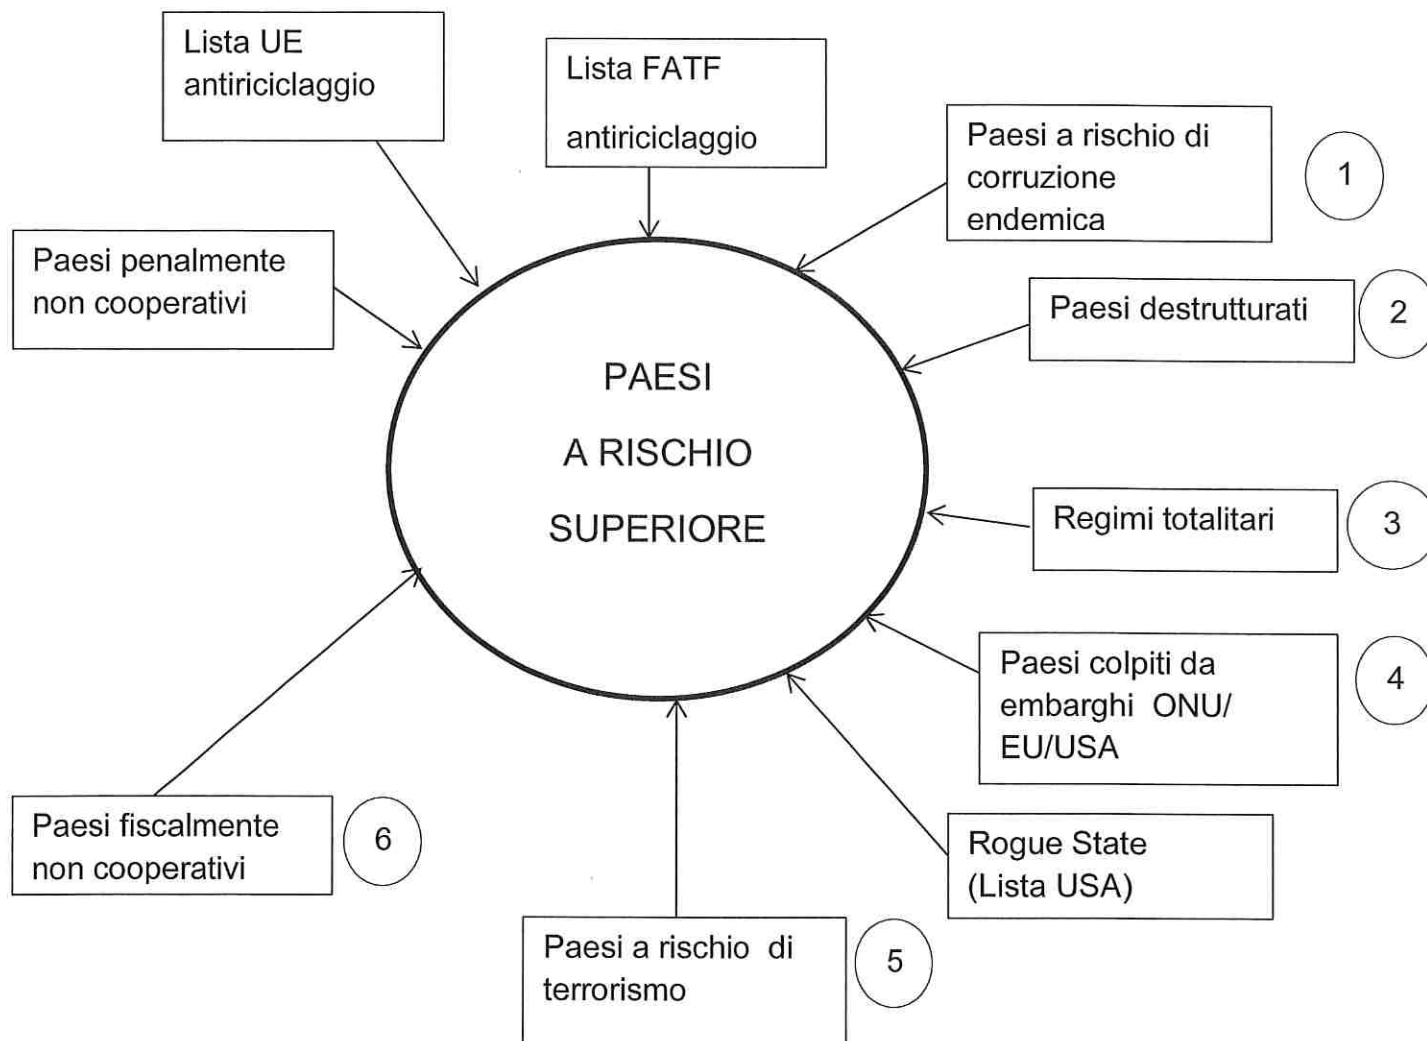 Lista UE
antiriciclaggio
Lista FATF
antiriciclaggio
Paesi a rischio di
corruzione
endemica
1
Paesi penalmente
non cooperativi
Paesi destrutturati
2
PAESI
A RISCHIO
SUPERIORE
Regimi totalitari
3
Paesi colpiti da
embarghi ONU/
EU/USA
4
Paesi fiscalmente
non cooperativi
6
Rogue State
(Lista USA)
Paesi a rischio di
terrorismo
5